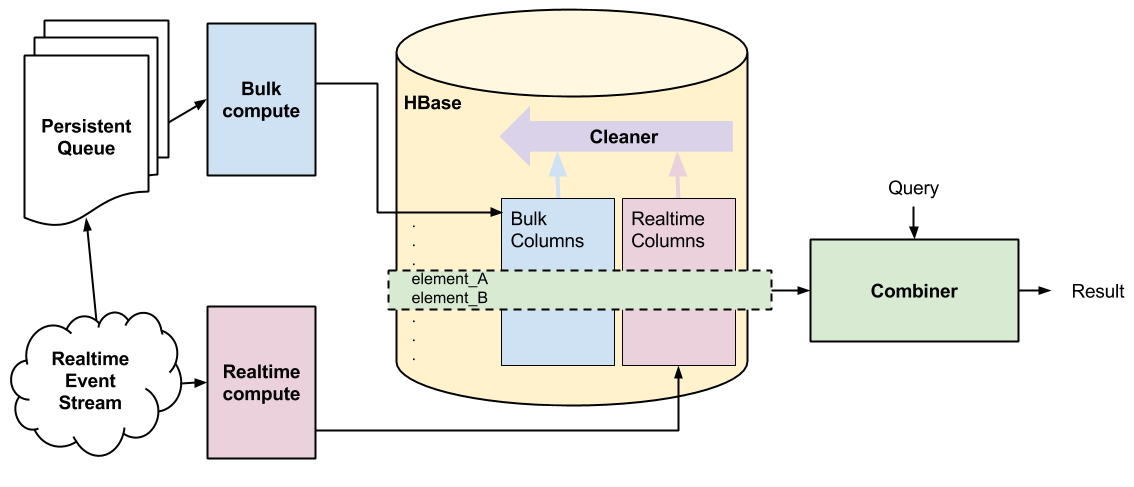 Persistent
Queue
Bulk
compute
HBase
Cleaner
Bulk
Columns
Realtime
Columns
.
.
.
element_A
element_B
.
.
.
Query
Combiner
Result
Realtime
Event
Stream
Realtime
compute